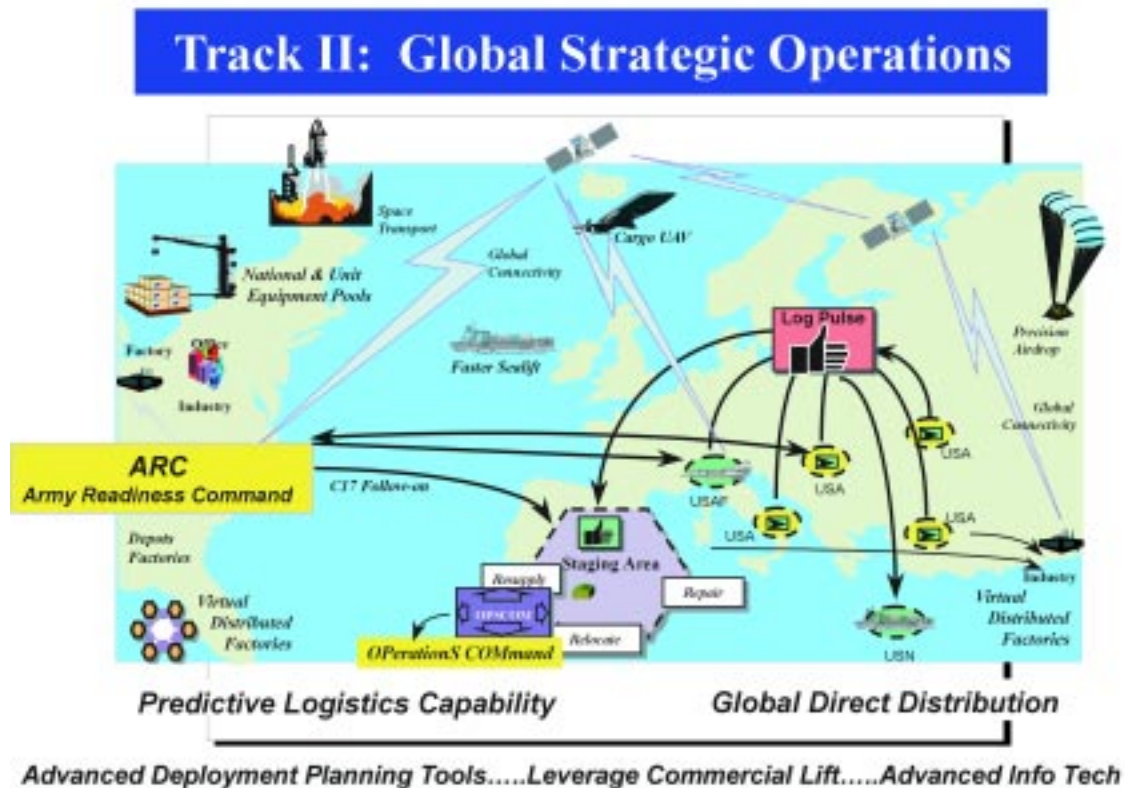 Track II: Global Strategic Operations
Space
Transport
Global
Connectivity
Cargo UAV
National & Unit
Equipment Pools
Log Pulse
Precision
Airdrop
Factory
Office
Industry
Faster Sealift
Global
Connectivity
ARC
Army Readiness Command
C17 Follow-on
USAF
USA
USA
USA
USA
Depots
Factories
Staging Area
Resupply
Repair
Relocate
OPSCOM
OPerationS COMmand
Industry
Virtual
Distributed
Factories
Virtual
Distributed
Factories
USN
Predictive Logistics Capability
Global Direct Distribution
Advanced Deployment Planning Tools.....Leverage Commercial Lift.....Advanced Info Tech